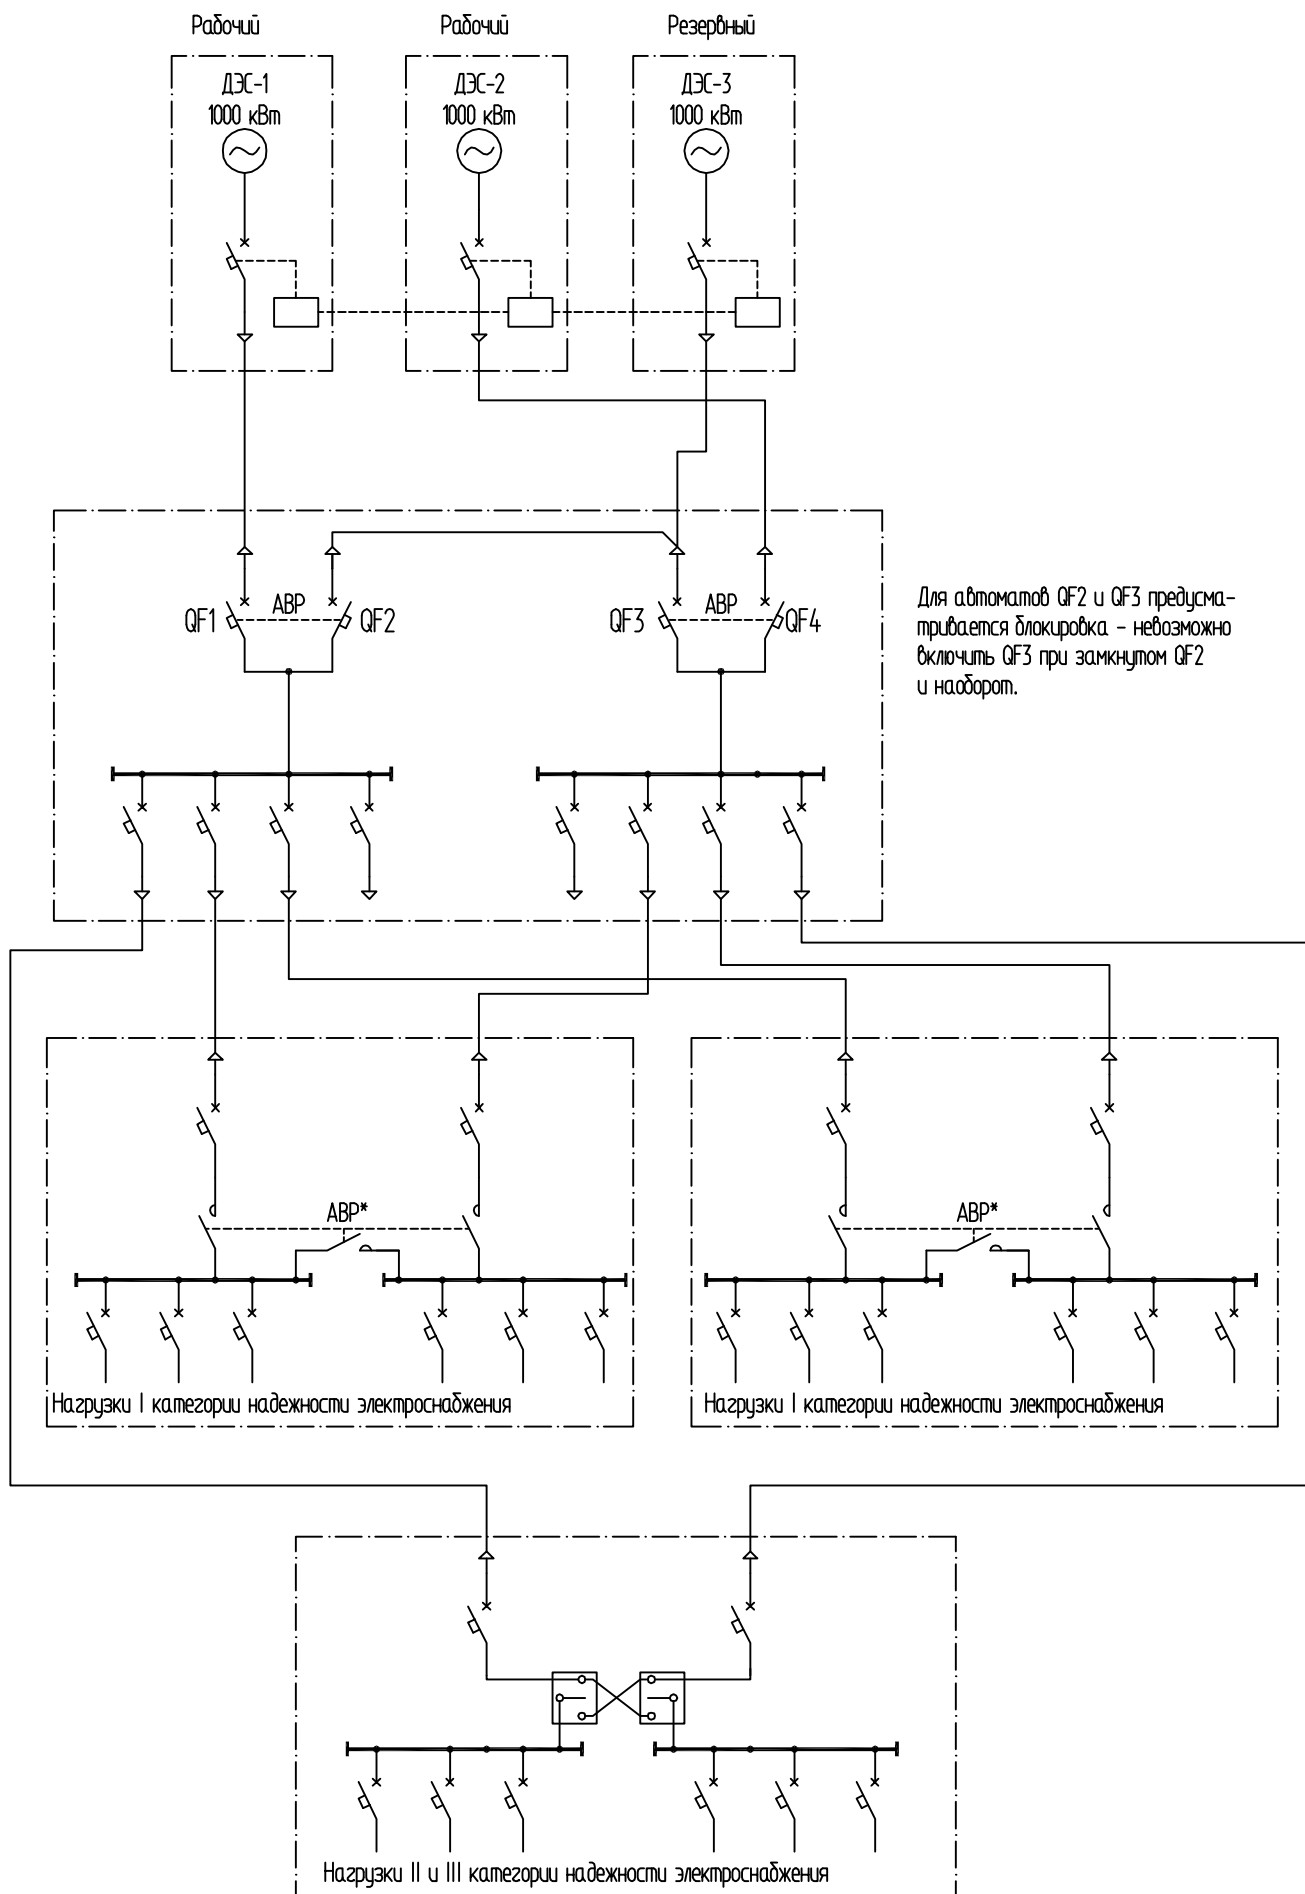 Рабочий
Рабочий
Резервный
ДЭС-1
1000 кВт
ДЭС-2
1000 кВт
ДЭС-3
1000 кВт
QF1
АВР
QF2
QF3
АВР
QF4
Для автоматов QF2 и QF3 предусма-
тривается блокировка - невозможно
включить QF3 при замкнутом QF2
и наоборот.
АВР*
АВР*
Нагрузки I категории надежности электроснабжения
Нагрузки I категории надежности электроснабжения
Нагрузки II и III категории надежности электроснабжения